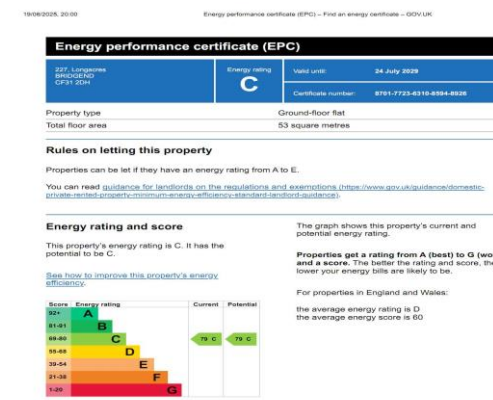 19/08/2025, 20:00
Energy performance certificate (EPC) – Find an energy certificate – GOV.UK
Energy performance certificate (EPC)
227, Longacres
BRIDGEND
CF31 2DH
Energy rating
C
Valid until:
24 July 2029
Certificate number:
8701-7723-6310-8594-8926
Property type
Ground-floor flat
Total floor area
53 square metres
Rules on letting this property
Properties can be let if they have an energy rating from A to E.
You can read guidance for landlords on the regulations and exemptions (https://www.gov.uk/guidance/domestic-
private-rented-property-minimum-energy-efficiency-standard-landlord-guidance).
Energy rating and score
This property's energy rating is C. It has the
potential to be C.
See how to improve this property's energy
efficiency.
Score Energy rating Current Potential
92+ A
81-91 B
69-80 C 79 C 79 C
55-68 D
39-54 E
21-38 F
1-20 G
The graph shows this property's current and
potential energy rating.
Properties get a rating from A (best) to G (wo
and a score. The better the rating and score, the
lower your energy bills are likely to be.
For properties in England and Wales:
the average energy rating is D
the average energy score is 60